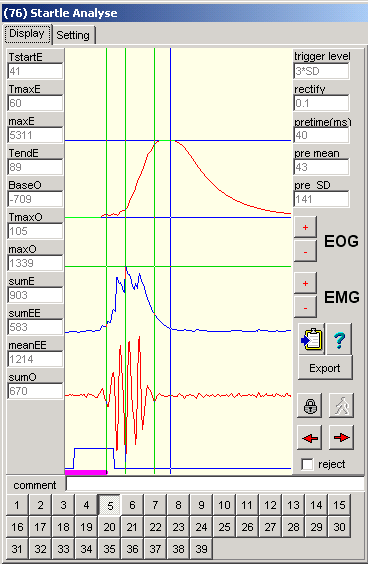 (76) Startle Analyse
Display Setting
TstartE
41
TmaxE
60
maxE
5311
TendE
89
BaseO
-709
TmaxO
105
maxO
1339
sumE
903
sumEE
583
meanEE
1214
sumO
670
trigger level
3*SD
rectify
0.1
pretime(ms)
40
pre mean
43
pre SD
141
+
-
EOG
+
-
EMG
?
Export
reject
comment
1 2 3 4 5 6 7 8 9 10 11 12 13 14 15
16 17 18 19 20 21 22 23 24 25 26 27 28 29 30
31 32 33 34 35 36 37 38 39